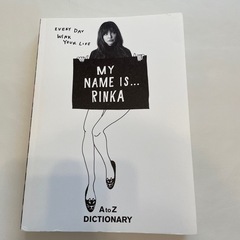 EVERY DAY
WEAR
YOUR LIFE
MY
NAME IS...
RINKA
AtoZ
DICTIONARY